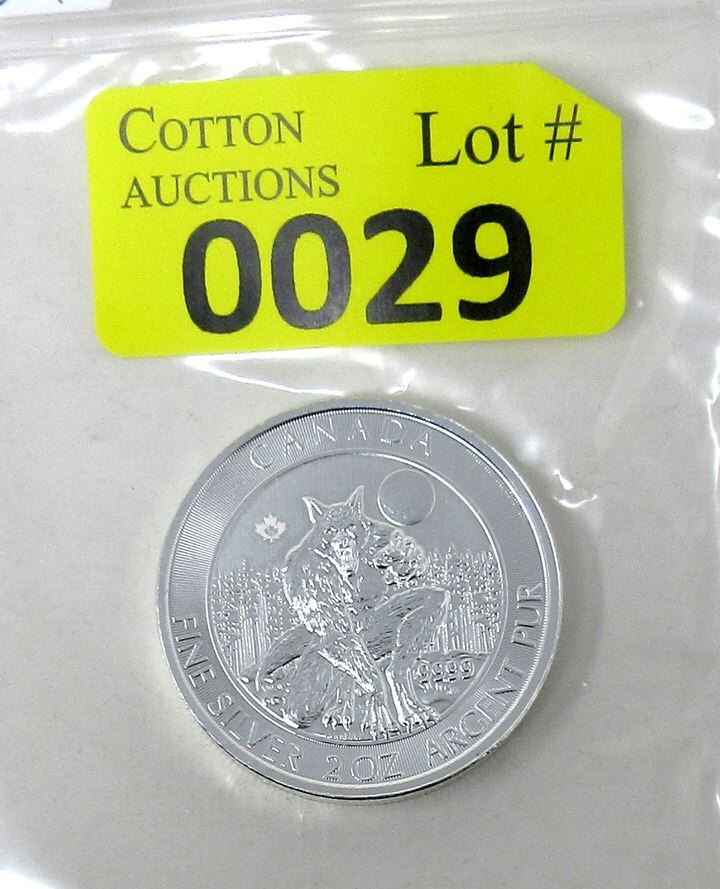 COTTON
AUCTIONS
Lot #
0029
CANADA
9999
FINE SILVER 2 OZ ARGENT PUR